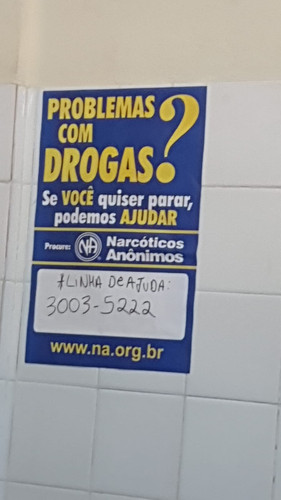 PROBLEMAS
COM
DROGAS?
Se VOCÊ quiser parar,
podemos AJUDAR
Procure: NA Narcóticos
Anônimos
*LINHA DE AJUDA:
3003-5222
www.na.org.br